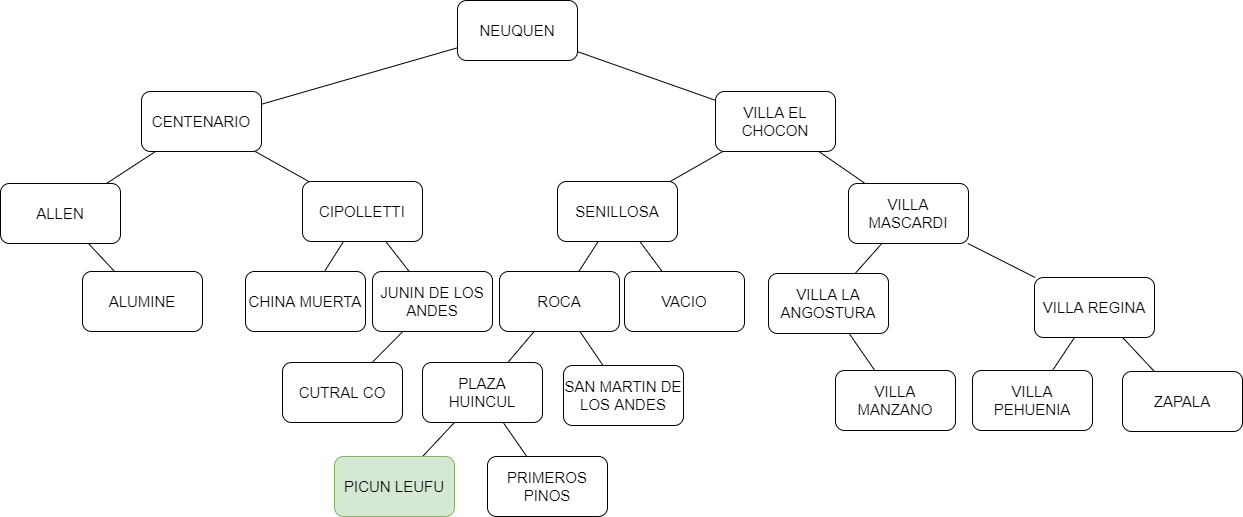 NEUQUEN
CENTENARIO
VILLA EL
CHOCON
ALLEN
CIPOLLETTI
SENILLOSA
VILLA
MASCARDI
ALUMINE
CHINA MUERTA
JUNIN DE LOS
ANDES
ROCA
VACIO
VILLA LA
ANGOSTURA
VILLA REGINA
CUTRAL CO
PLAZA
HUINCUL
SAN MARTIN DE
LOS ANDES
VILLA
MANZANO
VILLA
PEHUENIA
ZAPALA
PICUN LEUFU
PRIMEROS
PINOS